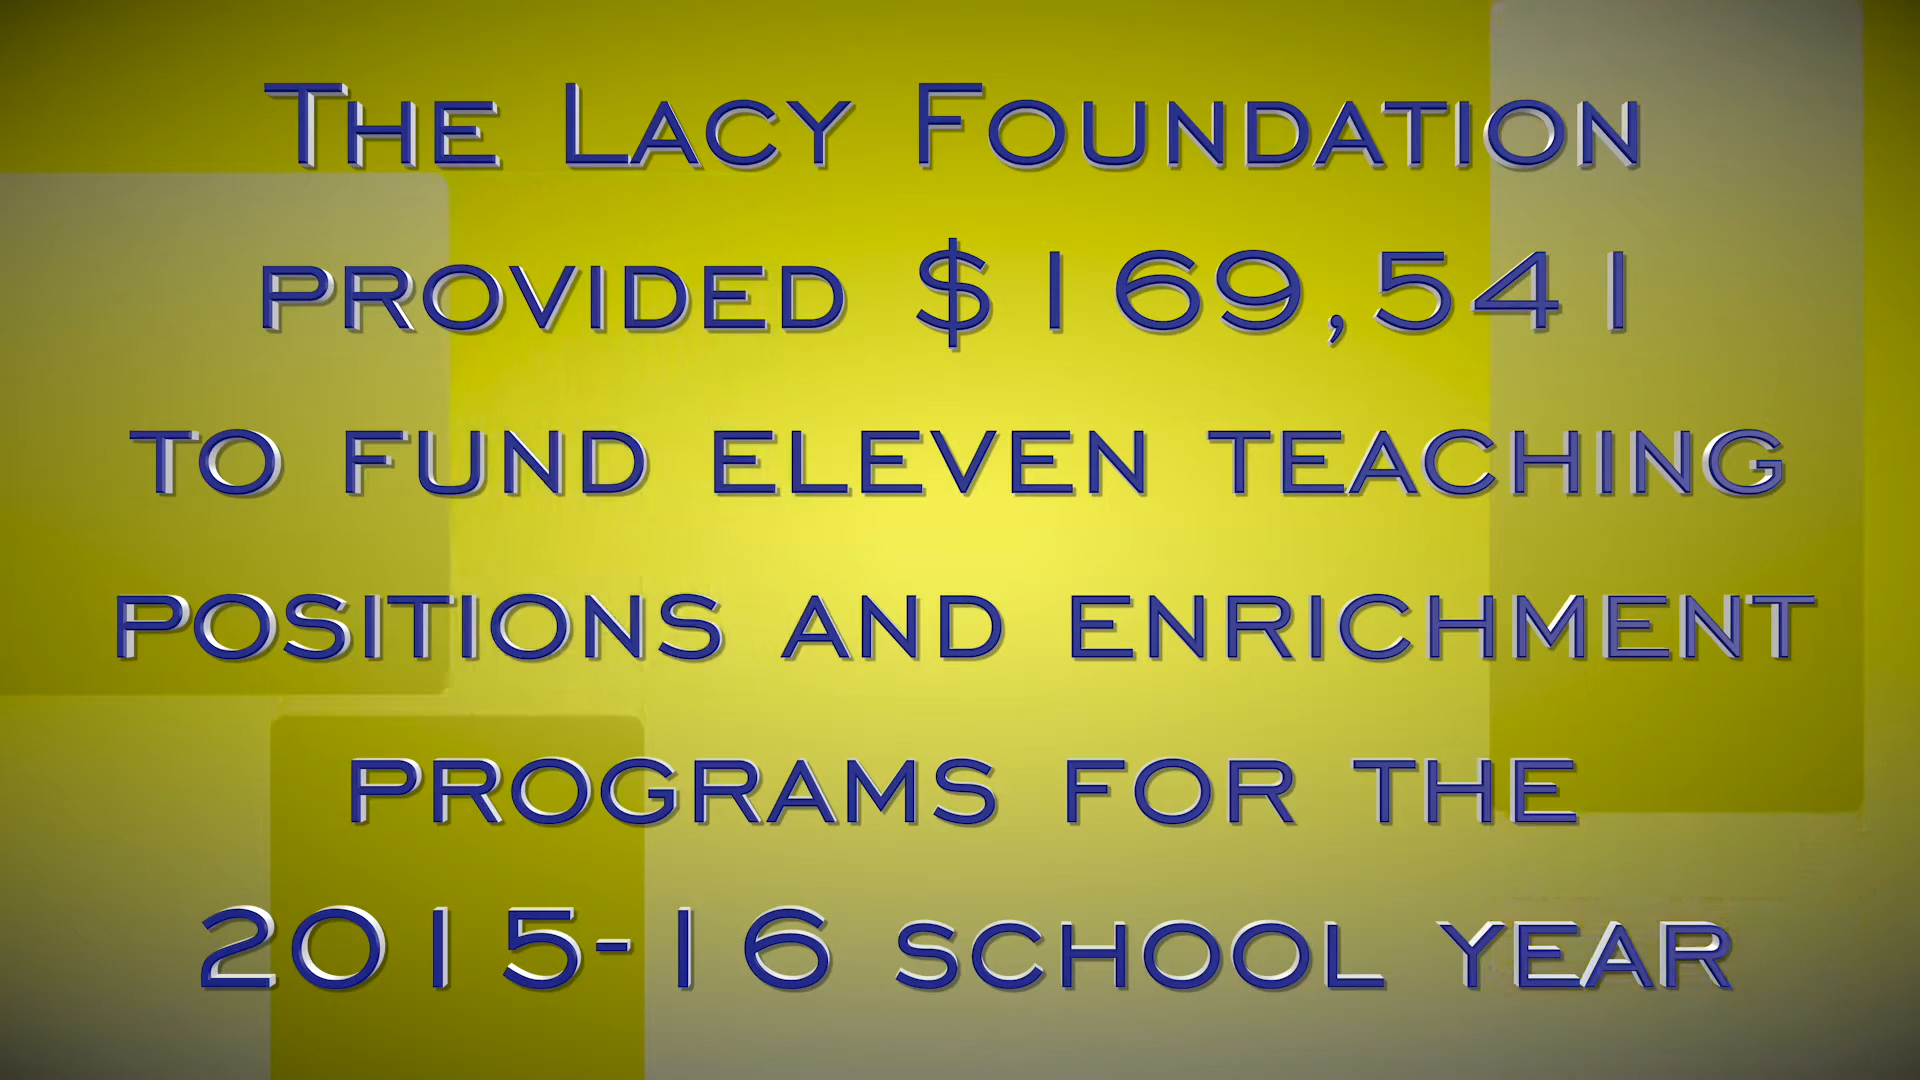 The Lacy Foundation
provided $169,541
to fund eleven teaching
positions and enrichment
programs for the
2015-16 school year